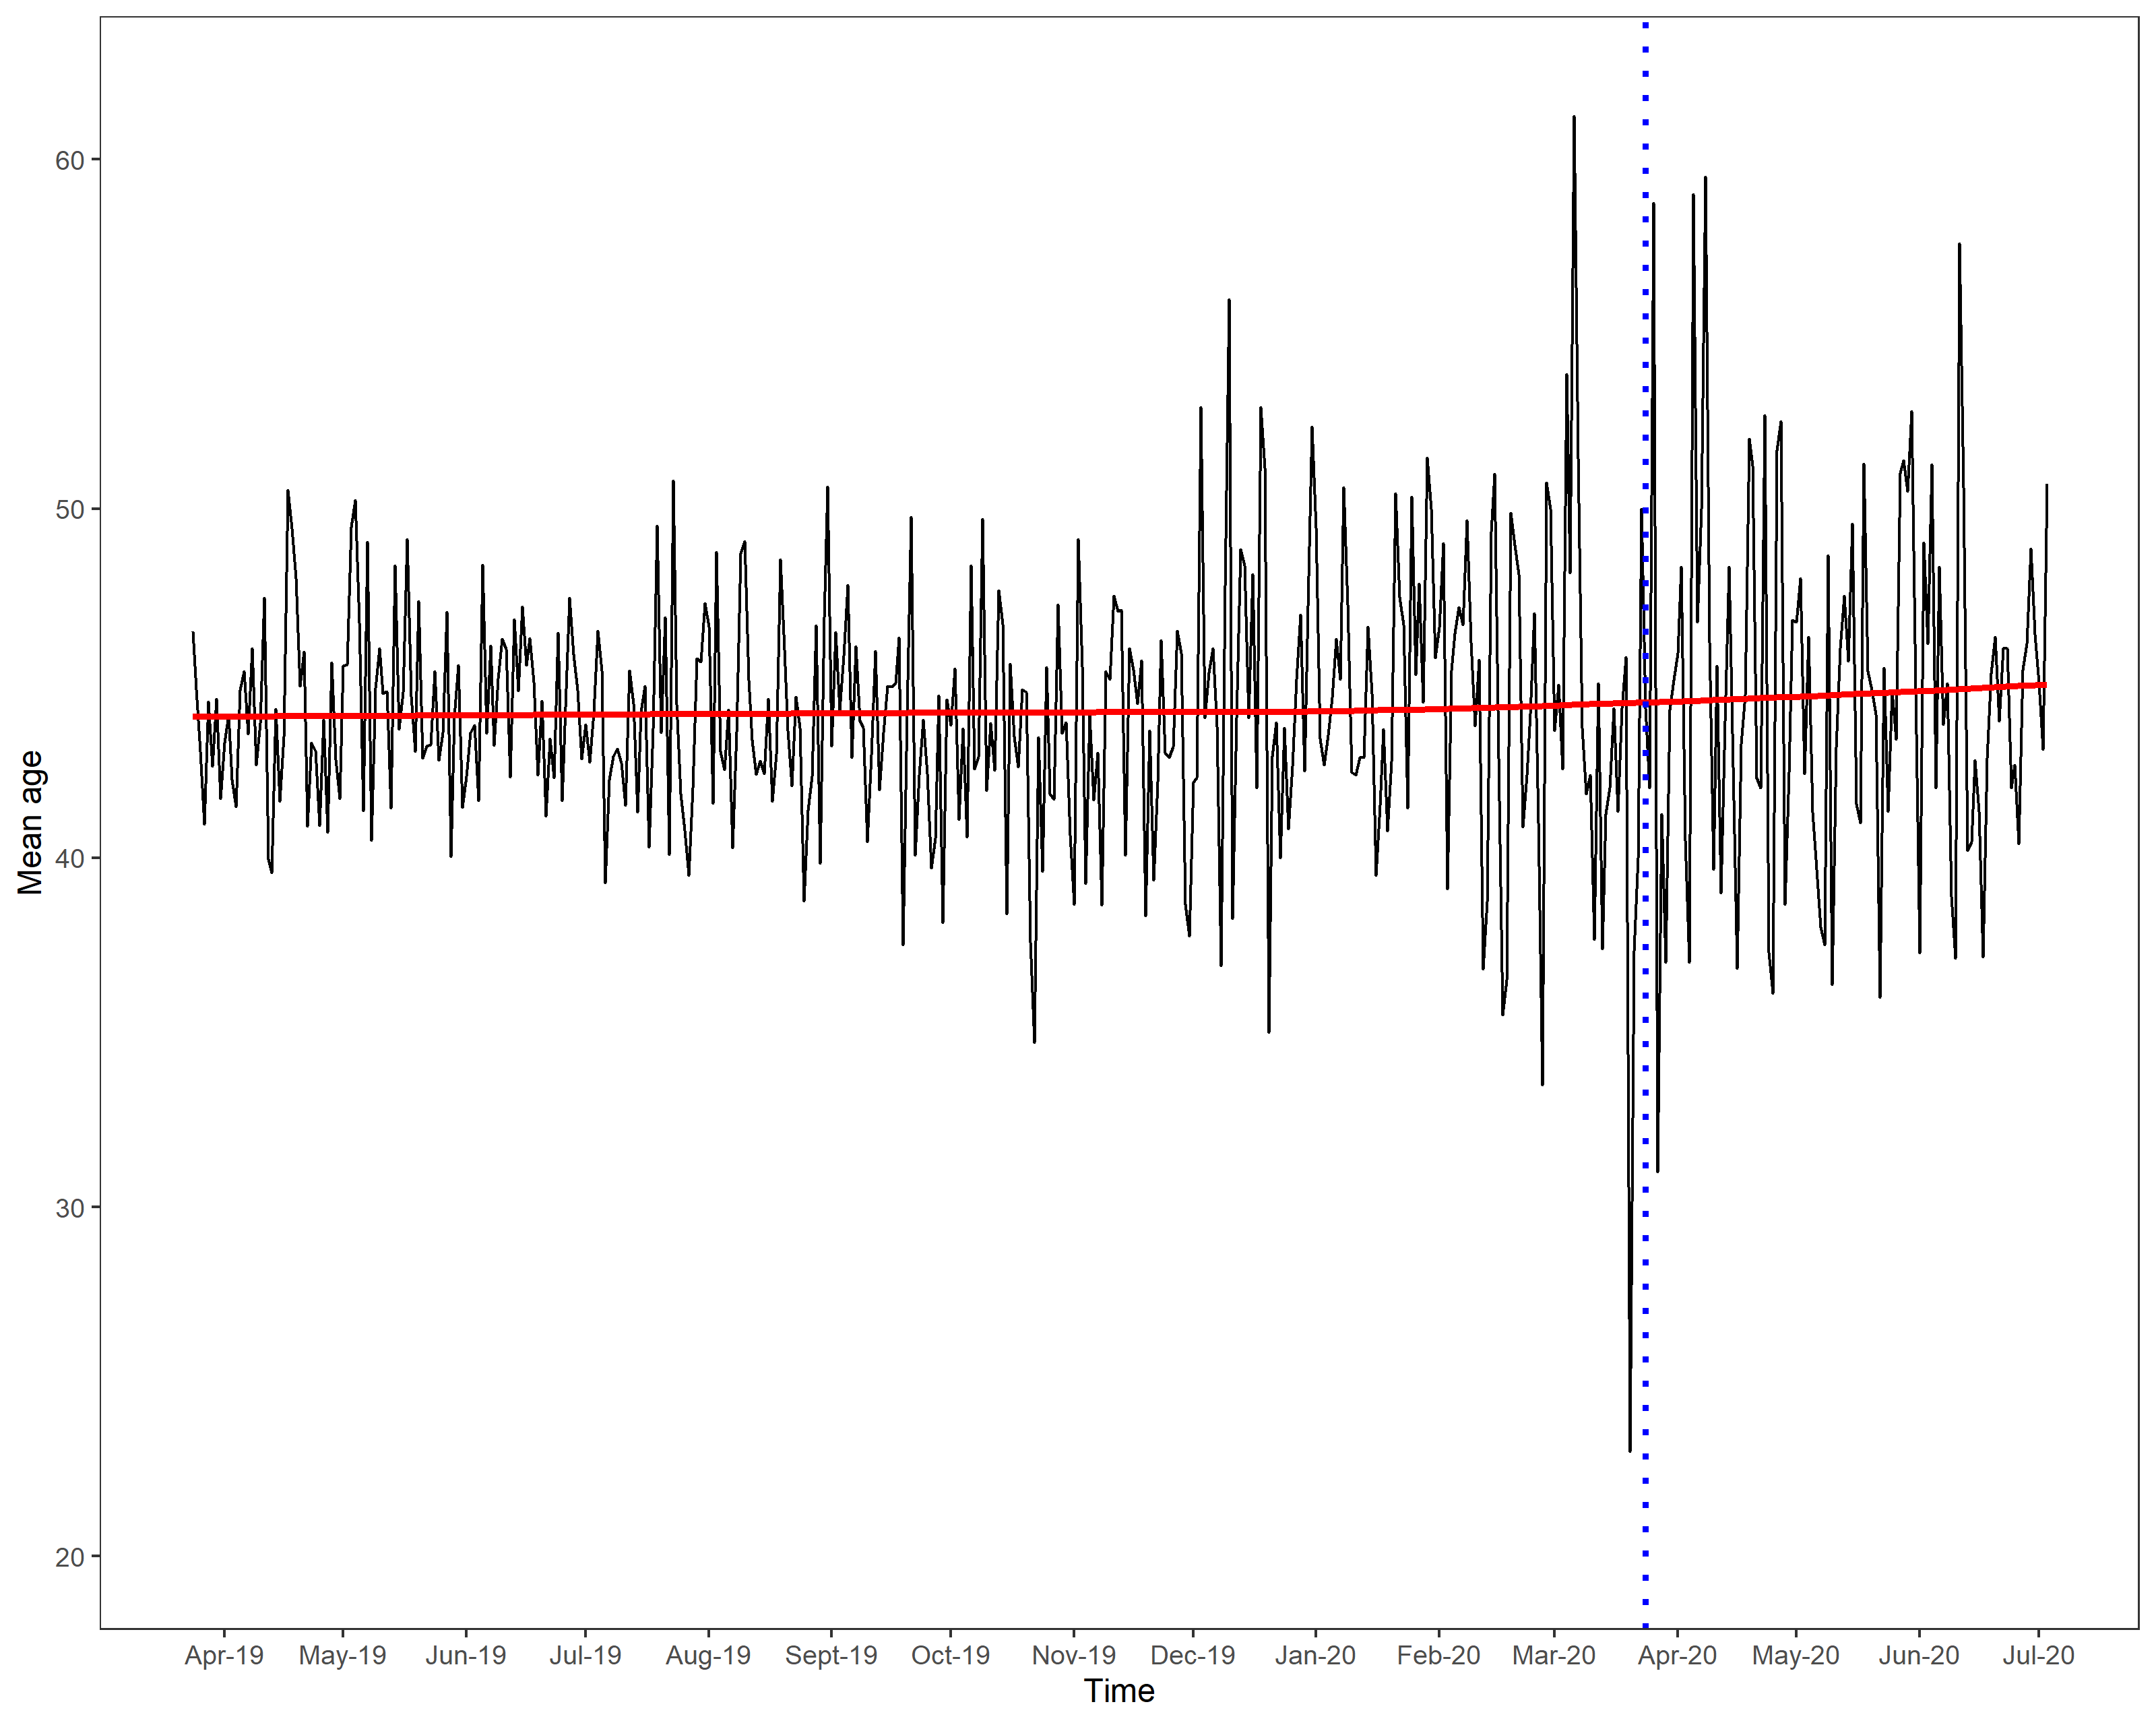 Mean age
60
50
40
30
20
Apr-19 May-19 Jun-19 Jul-19 Aug-19 Sept-19 Oct-19 Nov-19 Dec-19 Jan-20 Feb-20 Mar-20 Apr-20 May-20 Jun-20 Jul-20
Time